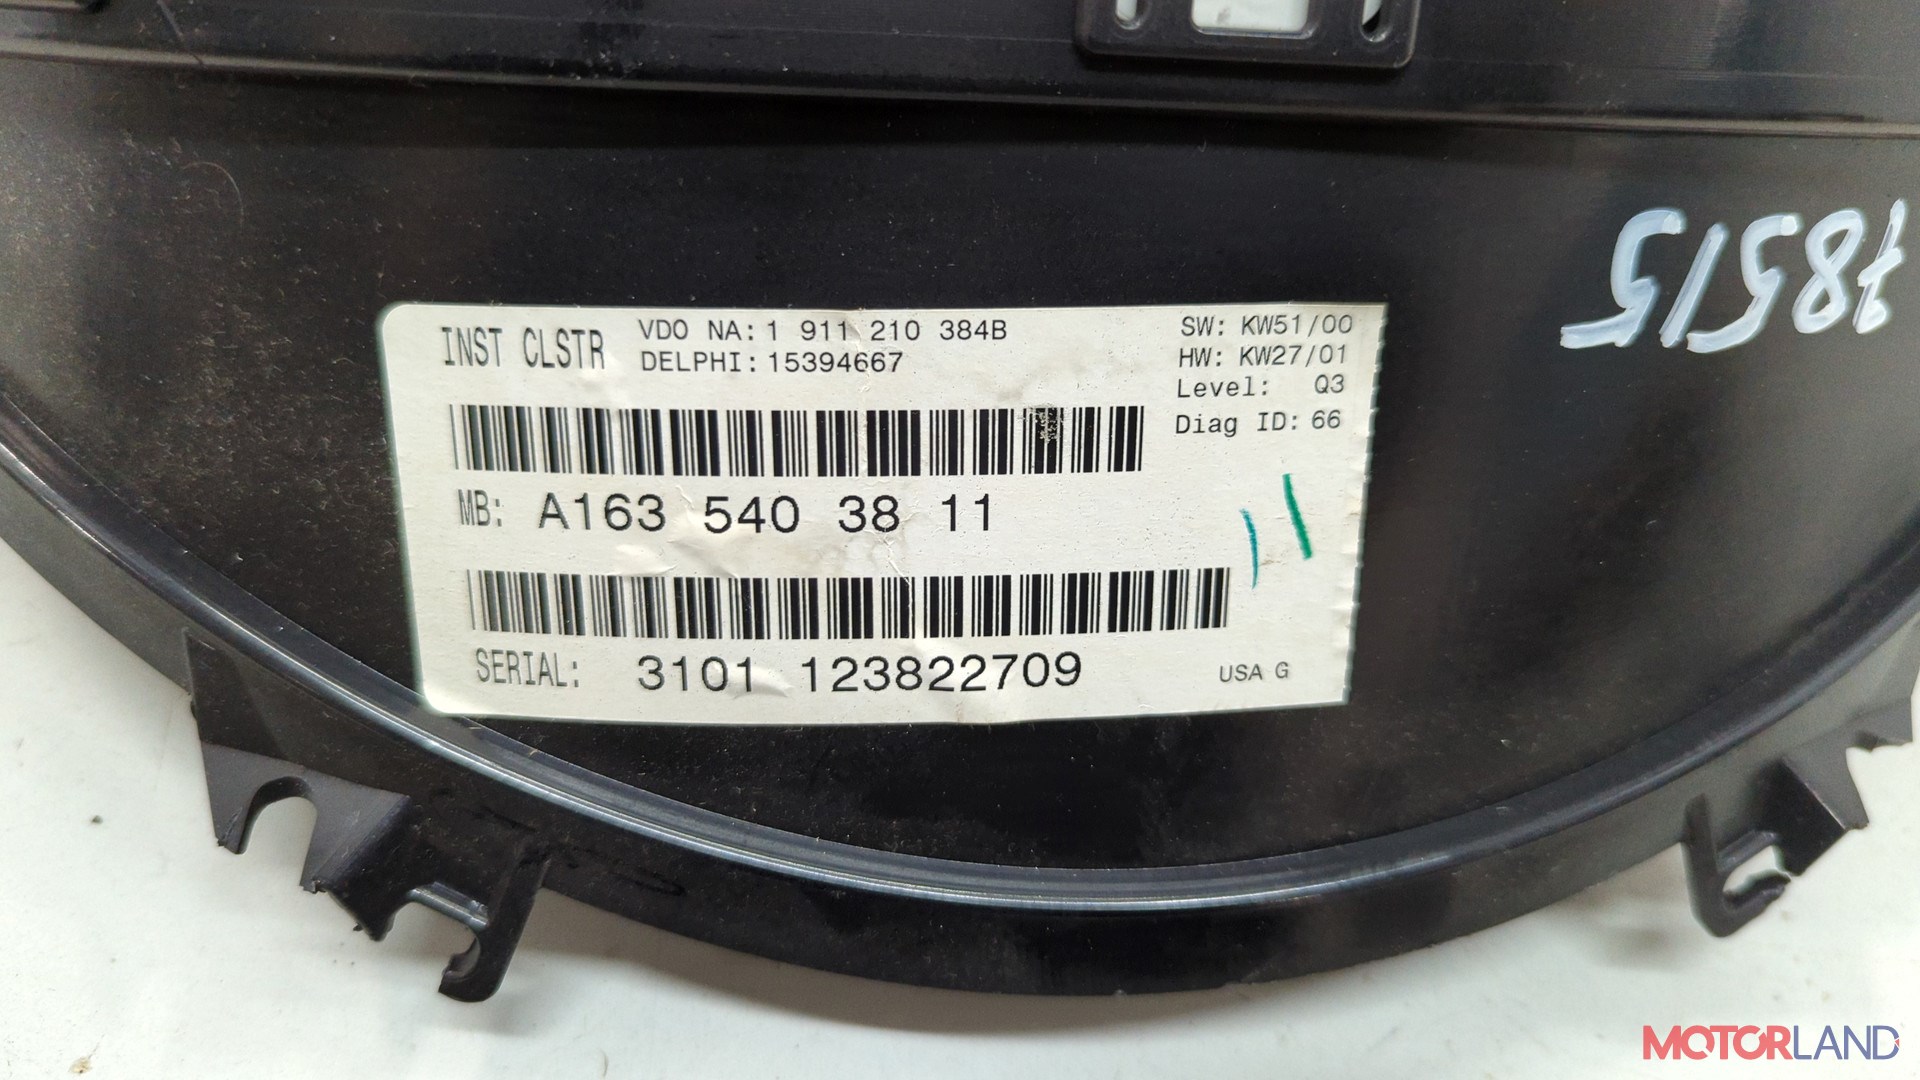 INST CLSTR
VDO NA: 1 911 210 384B
DELPHI: 15394667
SW: KW51/00
HW: KW27/01
Level: Q3
Diag ID: 66
MB: A163 540 38 11
SERIAL: 3101 123822709
USA G
78515
MOTORLAND